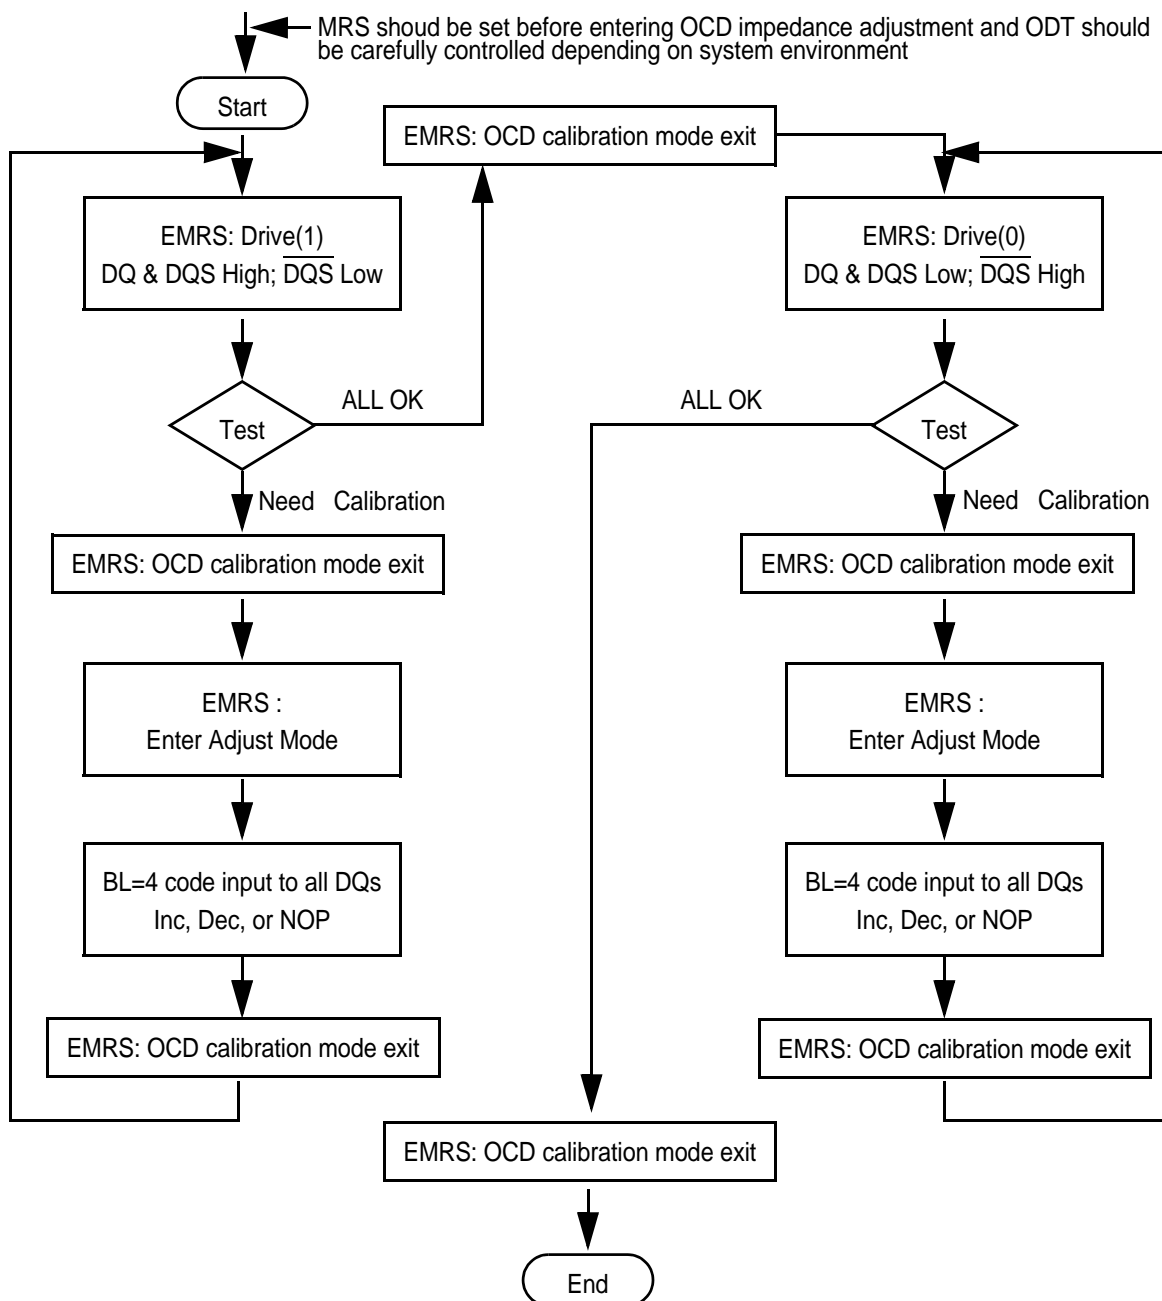 MRS shoud be set before entering OCD impedance adjustment and ODT should
be carefully controlled depending on system environment
Start
EMRS: OCD calibration mode exit
EMRS: Drive(1)
DQ & DQS High; DQS Low
EMRS: Drive(0)
DQ & DQS Low; DQS High
ALL OK
ALL OK
Test
Test
Need Calibration
Need Calibration
EMRS: OCD calibration mode exit
EMRS: OCD calibration mode exit
EMRS :
Enter Adjust Mode
EMRS :
Enter Adjust Mode
BL=4 code input to all DQs
Inc, Dec, or NOP
BL=4 code input to all DQs
Inc, Dec, or NOP
EMRS: OCD calibration mode exit
EMRS: OCD calibration mode exit
EMRS: OCD calibration mode exit
End